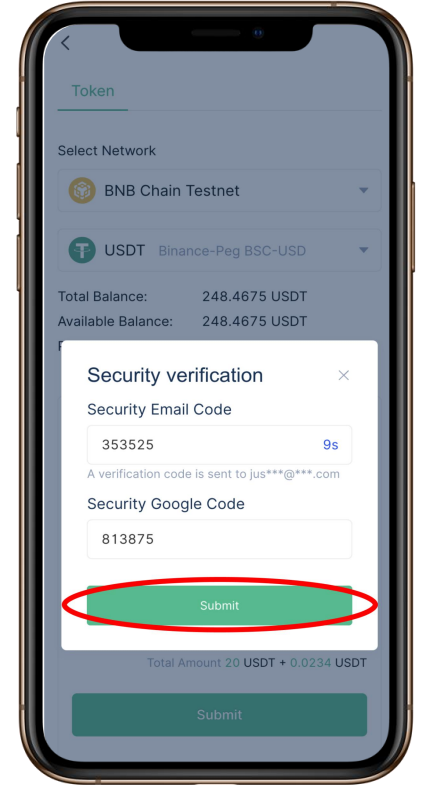 Token
Select Network
BNB Chain Testnet
USDT Binance-Peg BSC-USD
Total Balance: 248.4675 USDT
Available Balance: 248.4675 USDT
Security verification
Security Email Code
353525 9s
A verification code is sent to jus***@***.com
Security Google Code
813875
Submit
Total Amount 20 USDT + 0.0234 USDT
Submit